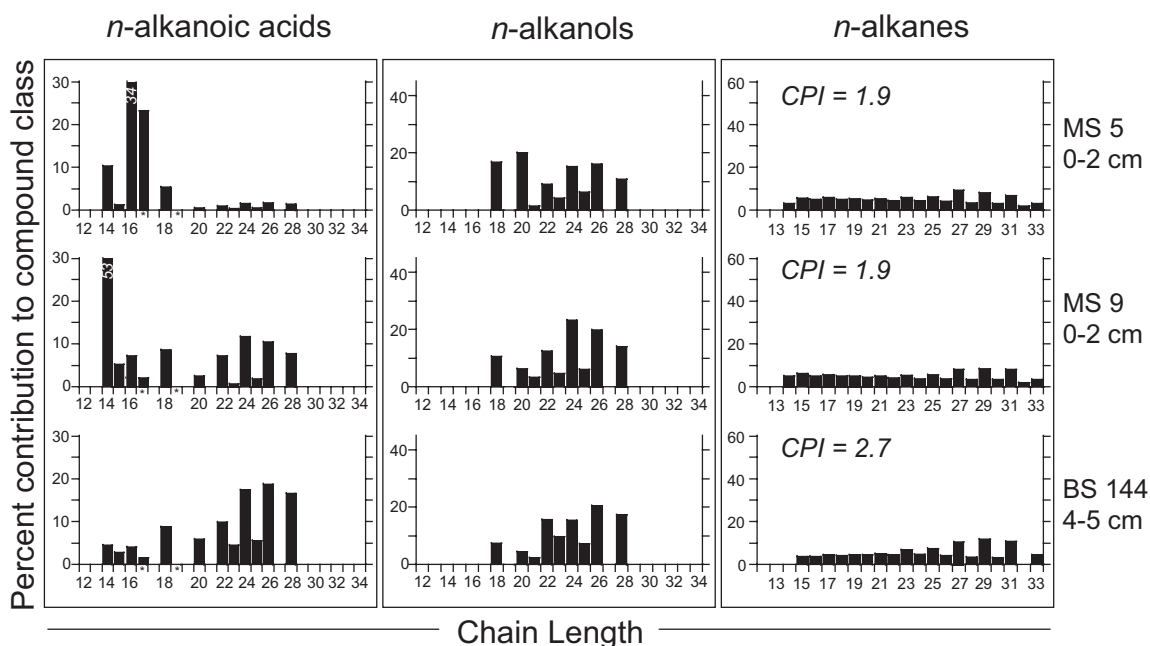 n-alkanoic acids n-alkanols n-alkanes
Percent contribution to compound class
30 20 10 0
34
* *
12 14 16 18 20 22 24 26 28 30 32 34
40 20 0
12 14 16 18 20 22 24 26 28 30 32 34
60 40 20 0
CPI = 1.9
13 15 17 19 21 23 25 27 29 31 33
MS 5
0-2 cm
30 20 10 0
53
* *
12 14 16 18 20 22 24 26 28 30 32 34
40 20 0
12 14 16 18 20 22 24 26 28 30 32 34
60 40 20 0
CPI = 1.9
13 15 17 19 21 23 25 27 29 31 33
MS 9
0-2 cm
30 20 10 0
* *
12 14 16 18 20 22 24 26 28 30 32 34
40 20 0
12 14 16 18 20 22 24 26 28 30 32 34
60 40 20 0
CPI = 2.7
13 15 17 19 21 23 25 27 29 31 33
BS 144
4-5 cm
Chain Length